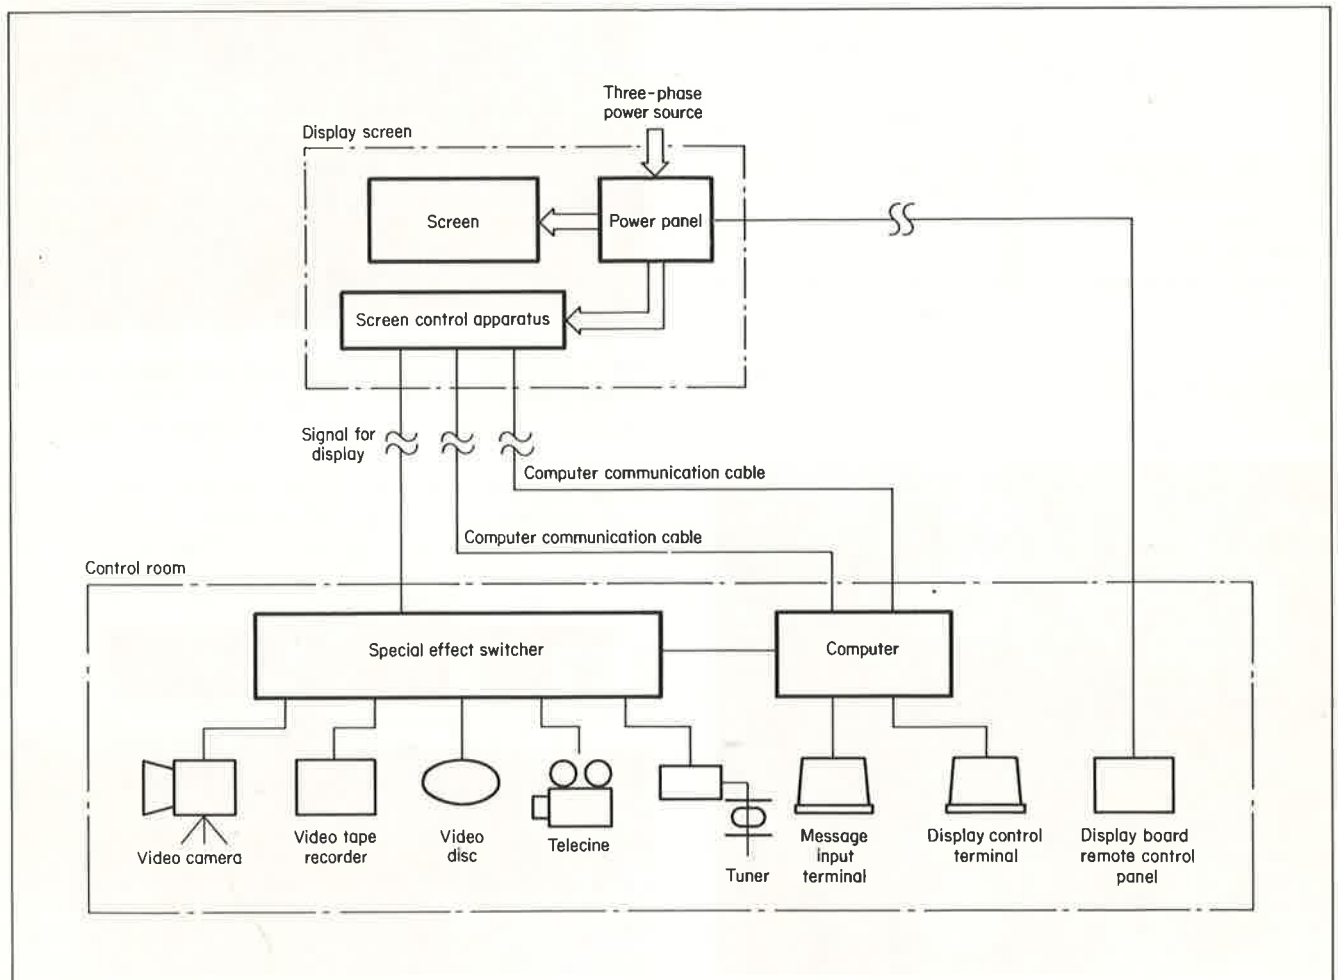 Three-phase
power source
Display screen
Screen
Power panel
Screen control apparatus
Signal for
display
Computer communication cable
Computer communication cable
Control room
Special effect switcher
Computer
Video camera
Video tape
recorder
Video
disc
Telecine
Tuner
Message
input
terminal
Display control
terminal
Display board
remote control
panel